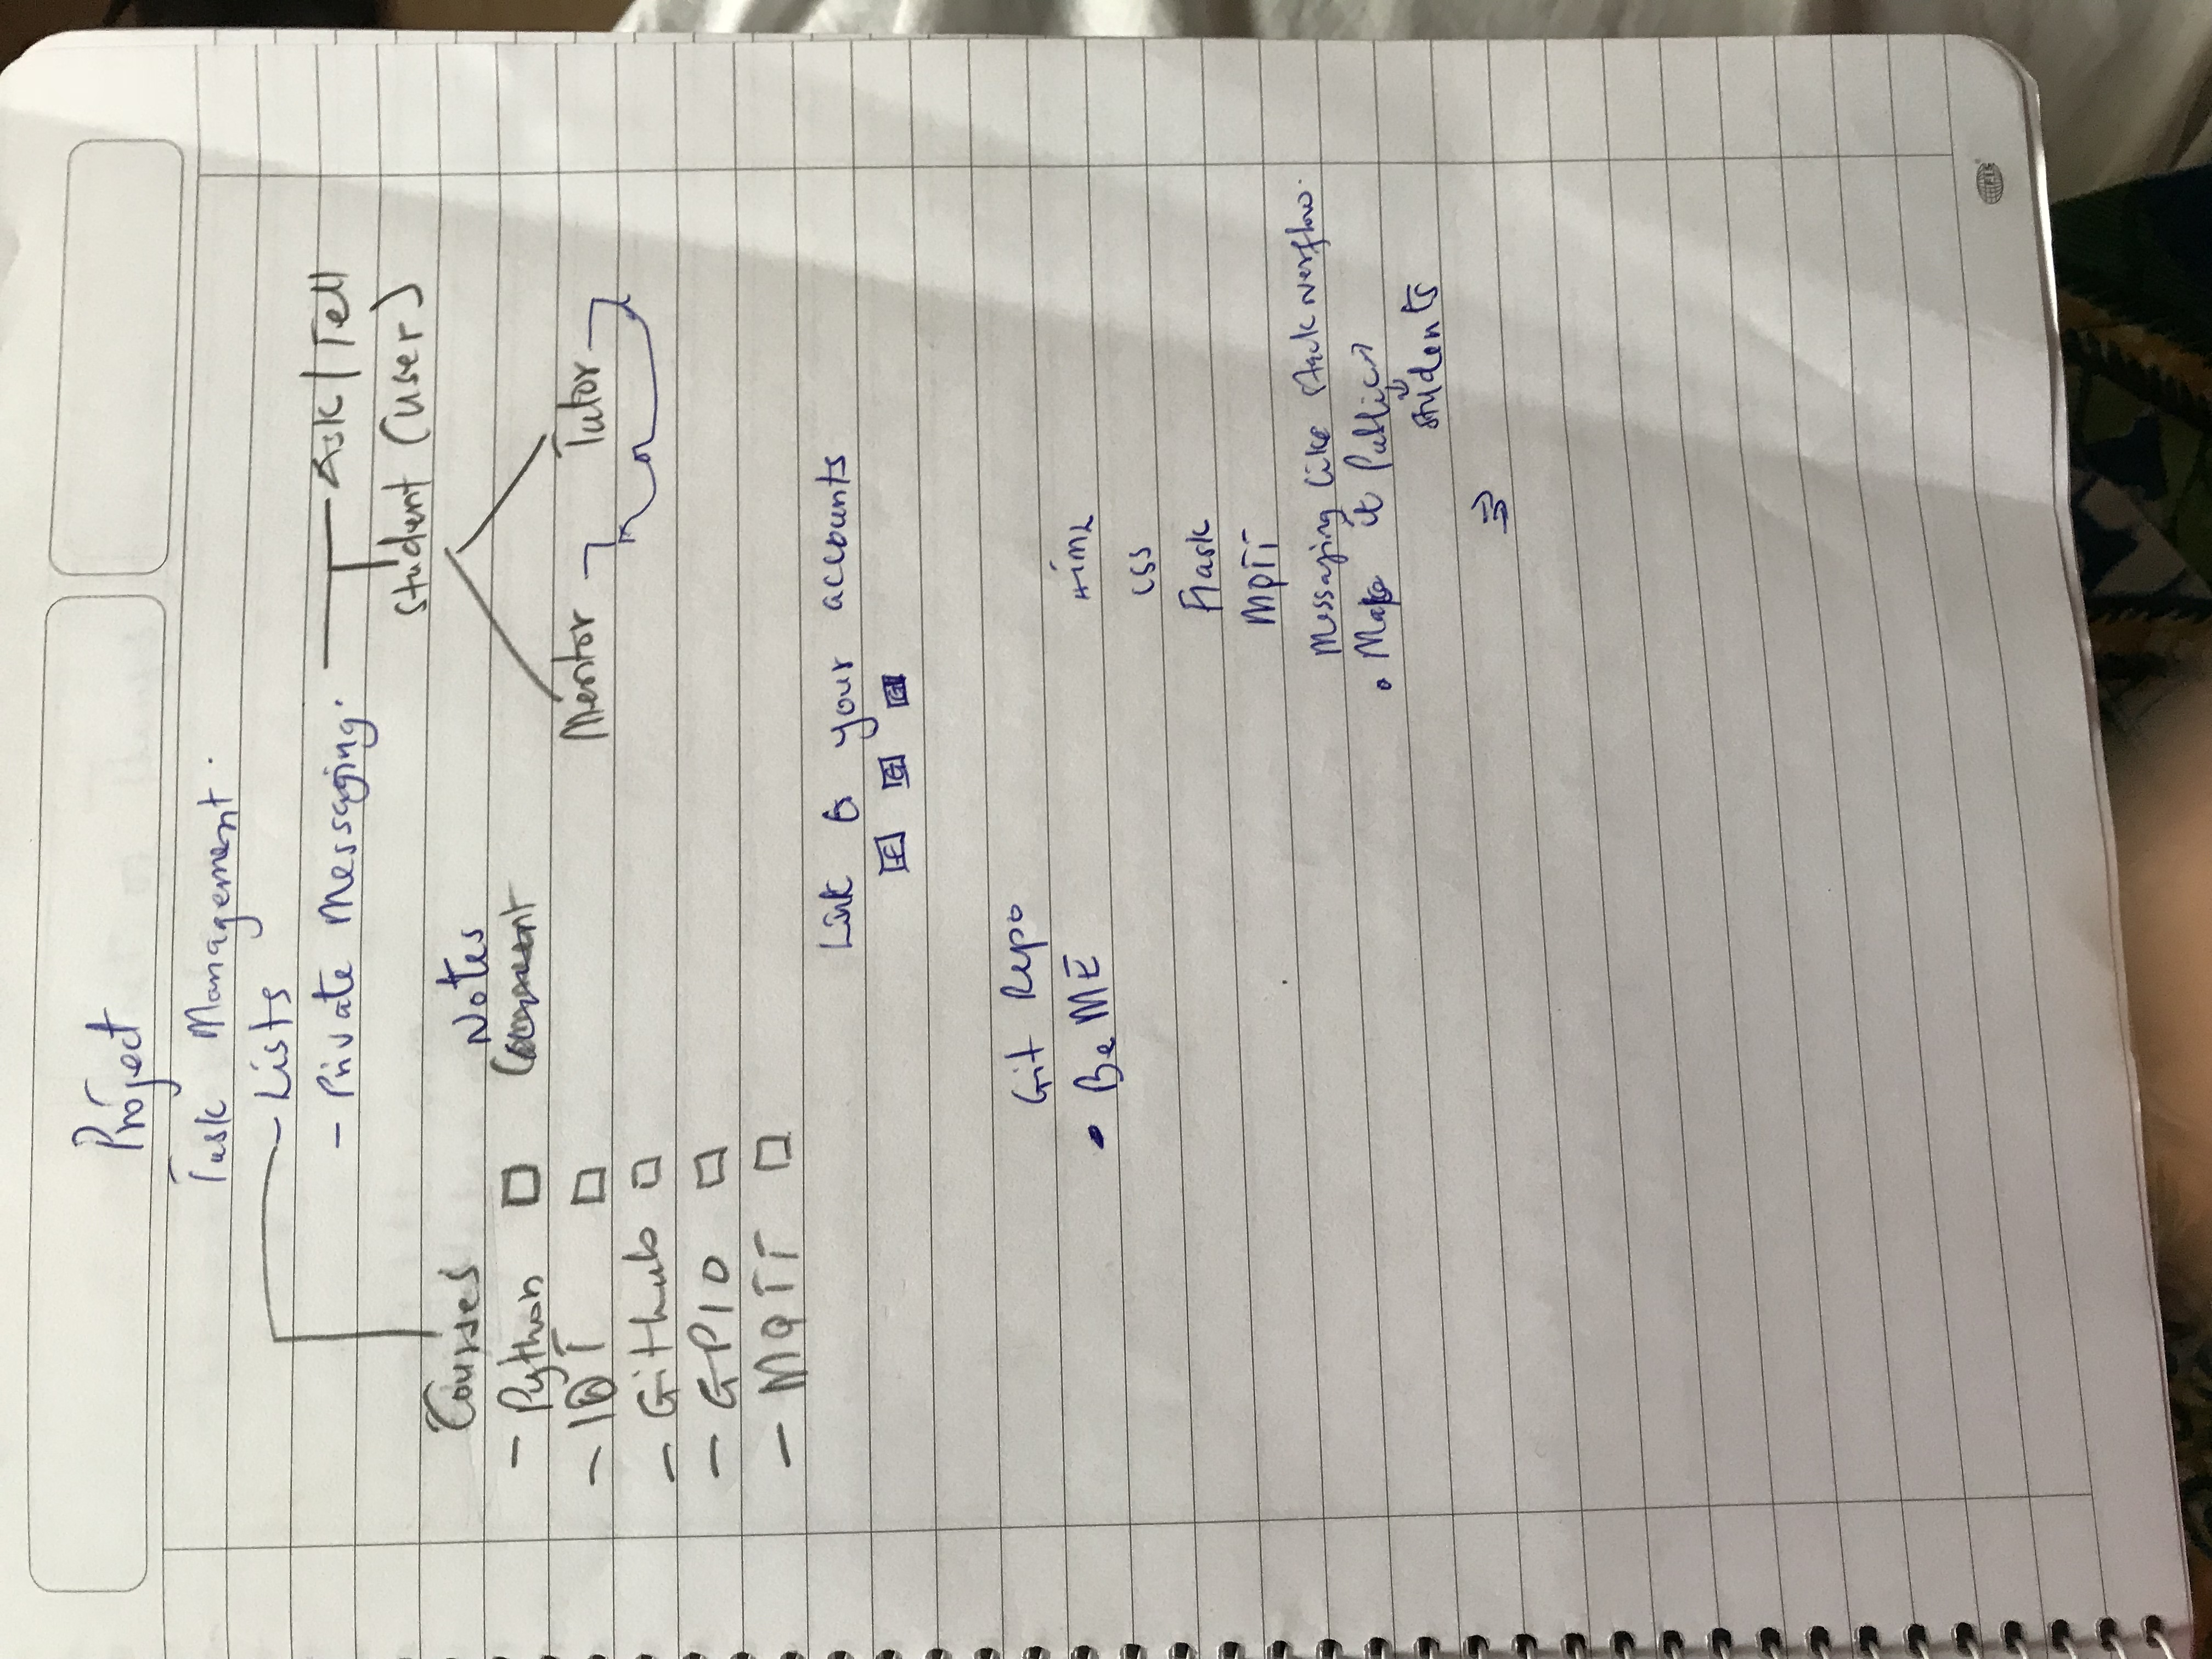 Project
Task Management.
- Lists
- Private Messaging. Ask / Tell
Student (User)
Courses Notes
- Python Comment
- IOT
- Github
- GPIO
- MQTT
Mentor Tutor
Link to your accounts
F G
Git Repo
• Be ME
HTML
CSS
Flask
MQTT
Messaging like stack overflow.
• Make it Public
students